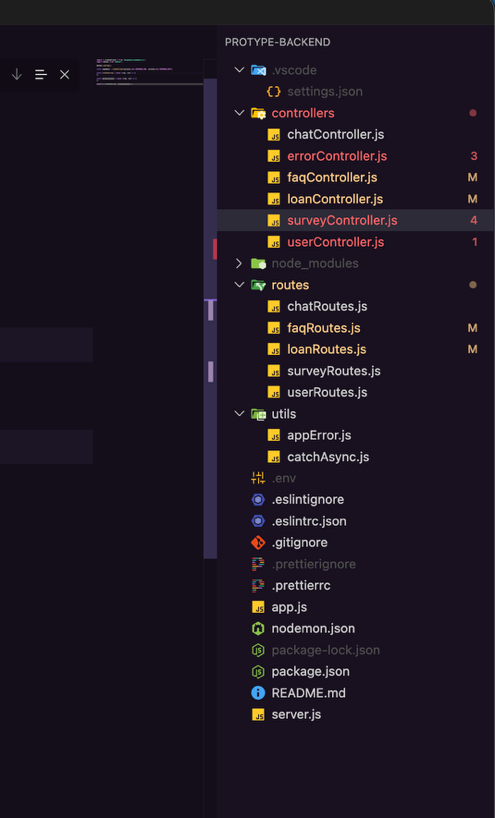 PROTYPE-BACKEND
.vscode
settings.json
controllers
chatController.js
errorController.js 3
faqController.js M
loanController.js M
surveyController.js 4
userController.js 1
node_modules
routes
chatRoutes.js
faqRoutes.js M
loanRoutes.js M
surveyRoutes.js
userRoutes.js
utils
appError.js
catchAsync.js
.env
.eslintignore
.eslintrc.json
.gitignore
.prettierignore
.prettierrc
app.js
nodemon.json
package-lock.json
package.json
README.md
server.js